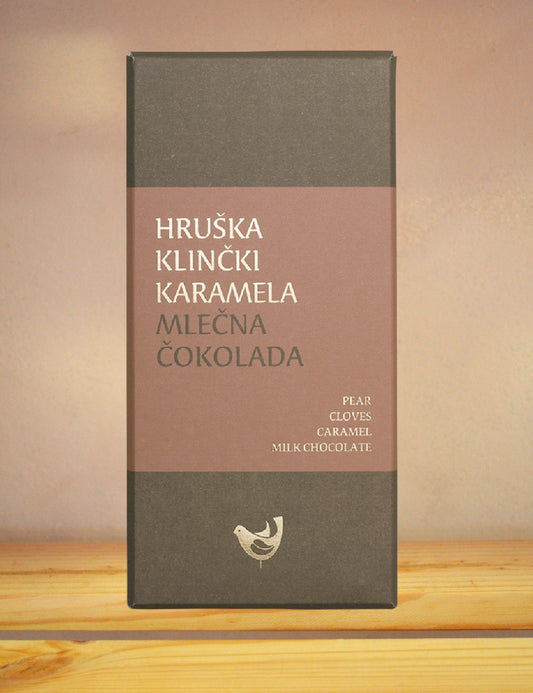 HRUŠKA
KLINČKI
KARAMELA
MLEČNA
ČOKOLADA
PEAR
CLOVES
CARAMEL
MILK CHOCOLATE